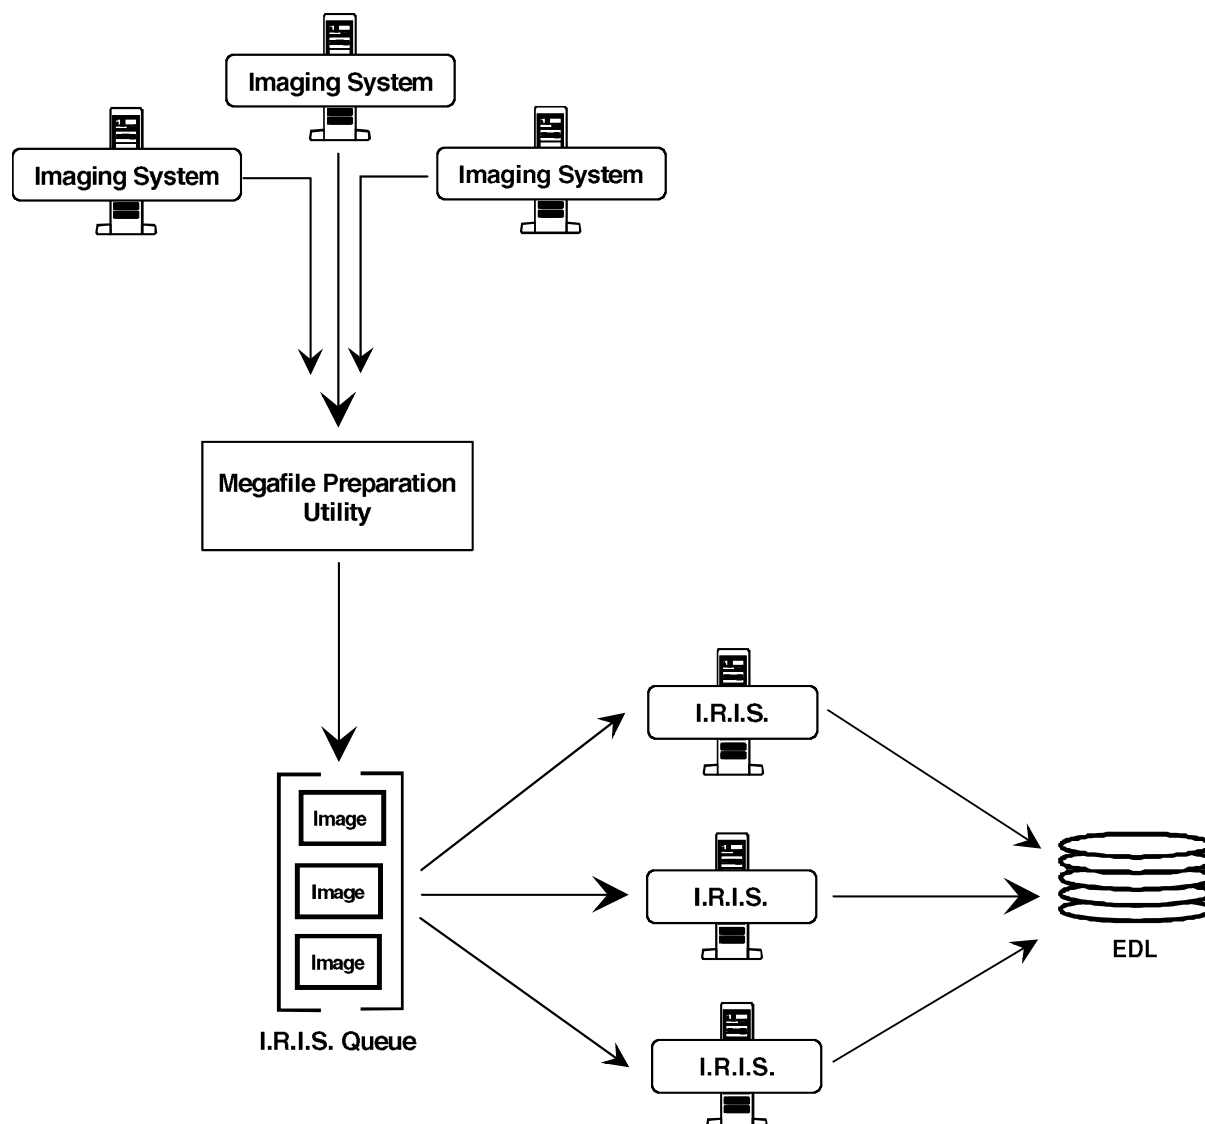 Imaging System
Imaging System
Imaging System
Megafile Preparation
Utility
I.R.I.S.
Image
Image
I.R.I.S.
Image
EDL
I.R.I.S. Queue
I.R.I.S.